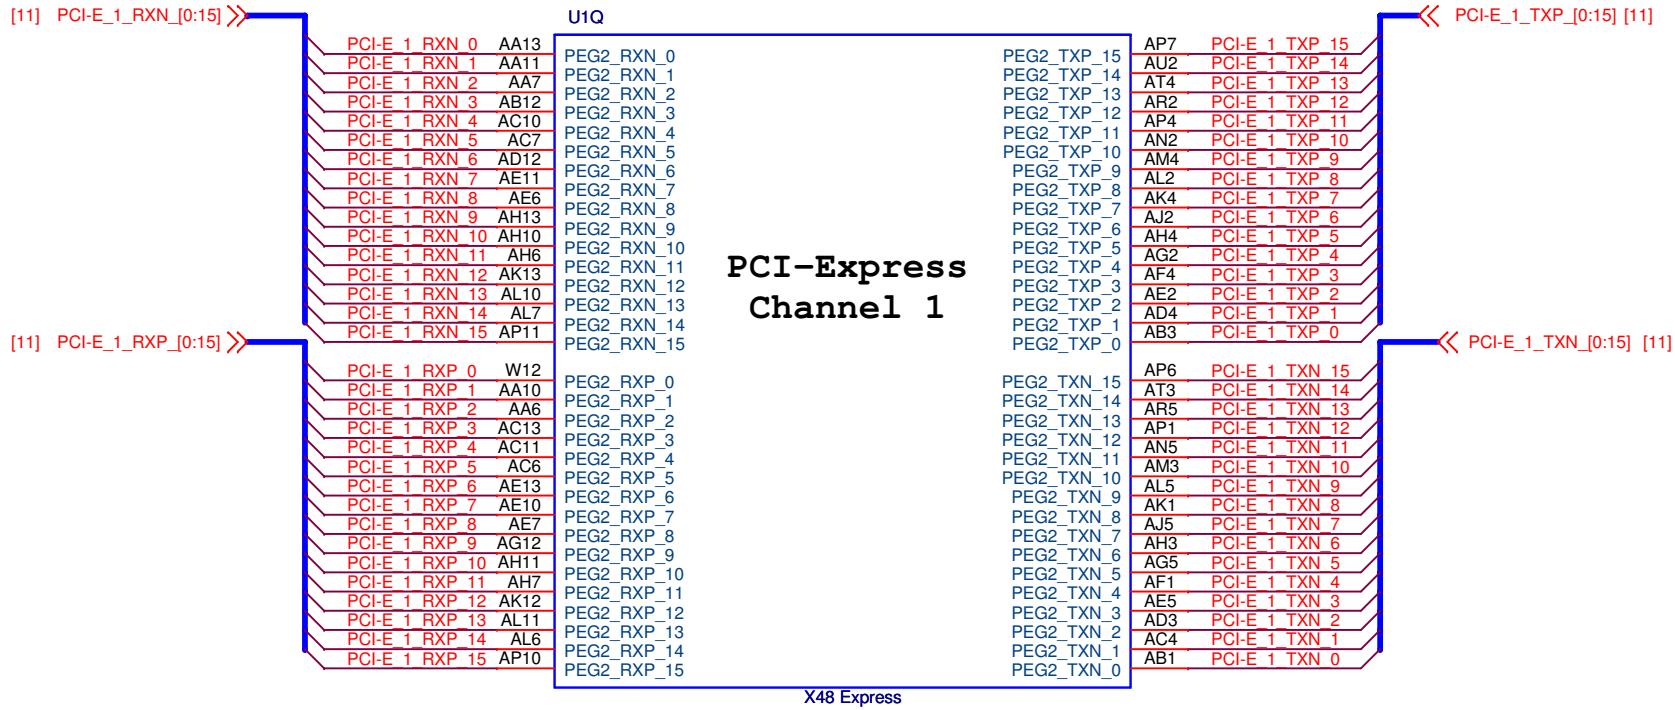 [11] PCI-E_1_RXN_[0:15] U1Q PCI-E_1_TXP_[0:15] [11]
PCI-E_1_RXN_0 AA13 PEG2_RXN_0 PEG2_TXP_15 AP7 PCI-E_1_TXP_15
PCI-E_1_RXN_1 AA11 PEG2_RXN_1 PEG2_TXP_14 AU2 PCI-E_1_TXP_14
PCI-E_1_RXN_2 AA7 PEG2_RXN_2 PEG2_TXP_13 AT4 PCI-E_1_TXP_13
PCI-E_1_RXN_3 AB12 PEG2_RXN_3 PEG2_TXP_12 AR2 PCI-E_1_TXP_12
PCI-E_1_RXN_4 AC10 PEG2_RXN_4 PEG2_TXP_11 AP4 PCI-E_1_TXP_11
PCI-E_1_RXN_5 AC7 PEG2_RXN_5 PEG2_TXP_10 AN2 PCI-E_1_TXP_10
PCI-E_1_RXN_6 AD12 PEG2_RXN_6 PEG2_TXP_9 AM4 PCI-E_1_TXP_9
PCI-E_1_RXN_7 AE11 PEG2_RXN_7 PEG2_TXP_8 AL2 PCI-E_1_TXP_8
PCI-E_1_RXN_8 AE6 PEG2_RXN_8 PEG2_TXP_7 AK4 PCI-E_1_TXP_7
PCI-E_1_RXN_9 AH13 PEG2_RXN_9 PEG2_TXP_6 AJ2 PCI-E_1_TXP_6
PCI-E_1_RXN_10 AH10 PEG2_RXN_10 PEG2_TXP_5 AH4 PCI-E_1_TXP_5
PCI-E_1_RXN_11 AH6 PEG2_RXN_11 PCI-Express PEG2_TXP_4 AG2 PCI-E_1_TXP_4
PCI-E_1_RXN_12 AK13 PEG2_RXN_12 PEG2_TXP_3 AF4 PCI-E_1_TXP_3
PCI-E_1_RXN_13 AL10 PEG2_RXN_13 Channel 1 PEG2_TXP_2 AE2 PCI-E_1_TXP_2
PCI-E_1_RXN_14 AL7 PEG2_RXN_14 PEG2_TXP_1 AD4 PCI-E_1_TXP_1
PCI-E_1_RXN_15 AP11 PEG2_RXN_15 PEG2_TXP_0 AB3 PCI-E_1_TXP_0
[11] PCI-E_1_RXP_[0:15] PCI-E_1_TXN_[0:15] [11]
PCI-E_1_RXP_0 W12 PEG2_RXP_0 PEG2_TXN_15 AP6 PCI-E_1_TXN_15
PCI-E_1_RXP_1 AA10 PEG2_RXP_1 PEG2_TXN_14 AT3 PCI-E_1_TXN_14
PCI-E_1_RXP_2 AA6 PEG2_RXP_2 PEG2_TXN_13 AR5 PCI-E_1_TXN_13
PCI-E_1_RXP_3 AC13 PEG2_RXP_3 PEG2_TXN_12 AP1 PCI-E_1_TXN_12
PCI-E_1_RXP_4 AC11 PEG2_RXP_4 PEG2_TXN_11 AN5 PCI-E_1_TXN_11
PCI-E_1_RXP_5 AC6 PEG2_RXP_5 PEG2_TXN_10 AM3 PCI-E_1_TXN_10
PCI-E_1_RXP_6 AE13 PEG2_RXP_6 PEG2_TXN_9 AL5 PCI-E_1_TXN_9
PCI-E_1_RXP_7 AE10 PEG2_RXP_7 PEG2_TXN_8 AK1 PCI-E_1_TXN_8
PCI-E_1_RXP_8 AE7 PEG2_RXP_8 PEG2_TXN_7 AJ5 PCI-E_1_TXN_7
PCI-E_1_RXP_9 AG12 PEG2_RXP_9 PEG2_TXN_6 AH3 PCI-E_1_TXN_6
PCI-E_1_RXP_10 AH11 PEG2_RXP_10 PEG2_TXN_5 AG5 PCI-E_1_TXN_5
PCI-E_1_RXP_11 AH7 PEG2_RXP_11 PEG2_TXN_4 AF1 PCI-E_1_TXN_4
PCI-E_1_RXP_12 AK12 PEG2_RXP_12 PEG2_TXN_3 AE5 PCI-E_1_TXN_3
PCI-E_1_RXP_13 AL11 PEG2_RXP_13 PEG2_TXN_2 AD3 PCI-E_1_TXN_2
PCI-E_1_RXP_14 AL6 PEG2_RXP_14 PEG2_TXN_1 AC4 PCI-E_1_TXN_1
PCI-E_1_RXP_15 AP10 PEG2_RXP_15 PEG2_TXN_0 AB1 PCI-E_1_TXN_0
X48 Express